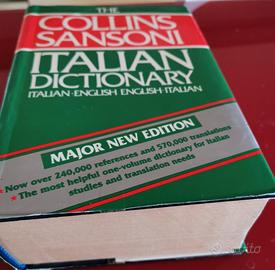 THE
COLLINS
SANSONI
ITALIAN
DICTIONARY
ITALIAN·ENGLISH ENGLISH·ITALIAN
MAJOR NEW EDITION
★ Now over 240,000 references and 570,000 translations
★ The most helpful one-volume dictionary for Italian
studies and translation needs
subito